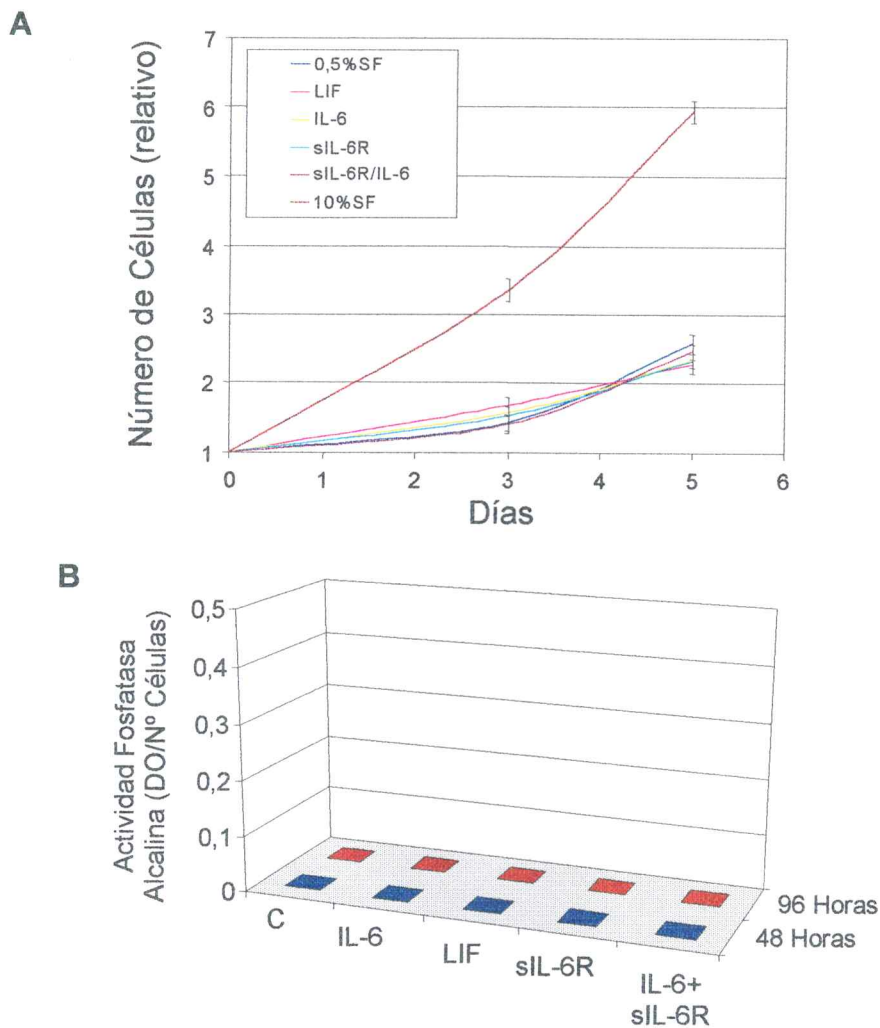 A
Número de Células (relativo)
7
6
5
4
3
2
1
0,5%SF
LIF
IL-6
sIL-6R
sIL-6R/IL-6
10%SF
0 1 2 3 4 5 6
Días
B
Actividad Fosfatasa
Alcalina (DO/Nº Células)
0,5
0,4
0,3
0,2
0,1
0
C
IL-6
LIF
sIL-6R
IL-6+
sIL-6R
96 Horas
48 Horas